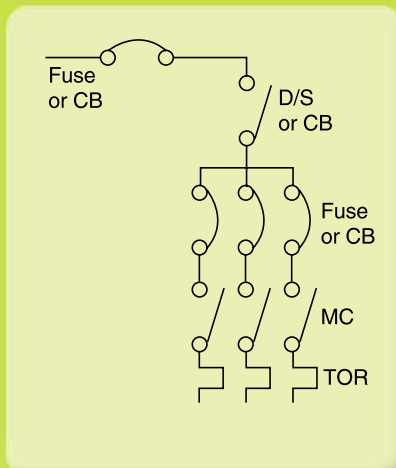 Fuse
or CB
D/S
or CB
Fuse
or CB
MC
TOR